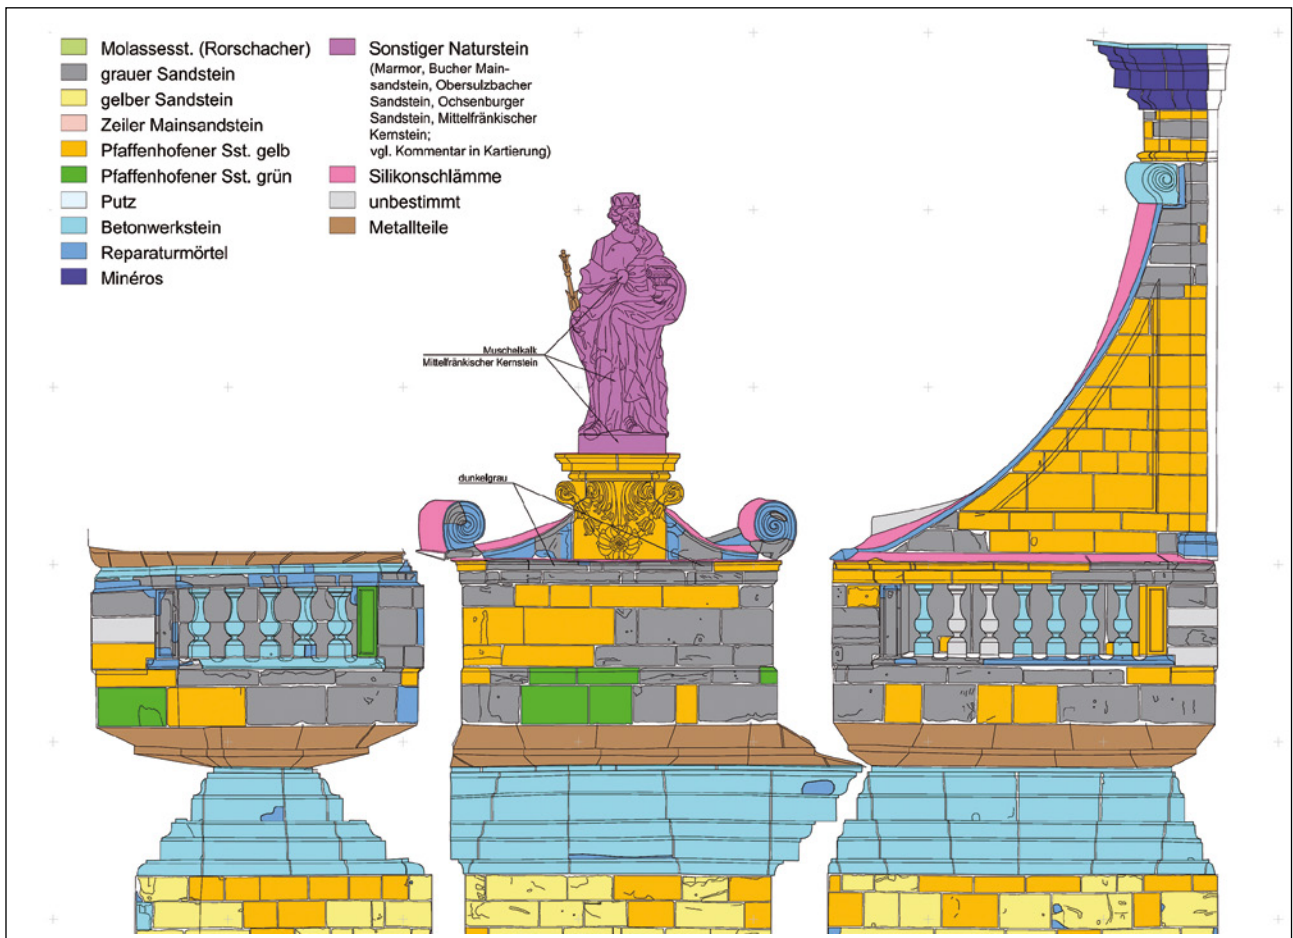 Molassesst. (Rorschacher)
grauer Sandstein
gelber Sandstein
Zeiler Mainsandstein
Pfaffenhofener Sst. gelb
Pfaffenhofener Sst. grün
Putz
Betonwerkstein
Reparaturmörtel
Minéros
Sonstiger Naturstein
(Marmor, Bucher Main-
sandstein, Obersulzbacher
Sandstein, Ochsenburger
Sandstein, Mittelfränkischer
Kernstein;
vgl. Kommentar in Kartierung)
Silikonschlämme
unbestimmt
Metallteile
Muschelkalk
Mittelfränkischer Kernstein
dunkelgrau